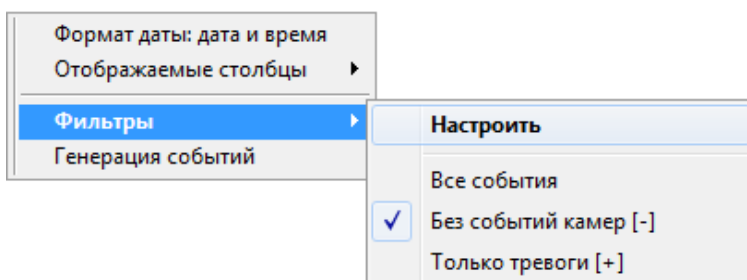 Формат даты: дата и время
Отображаемые столбцы
Фильтры
Генерация событий
Настроить
Все события
Без событий камер [-]
Только тревоги [+]